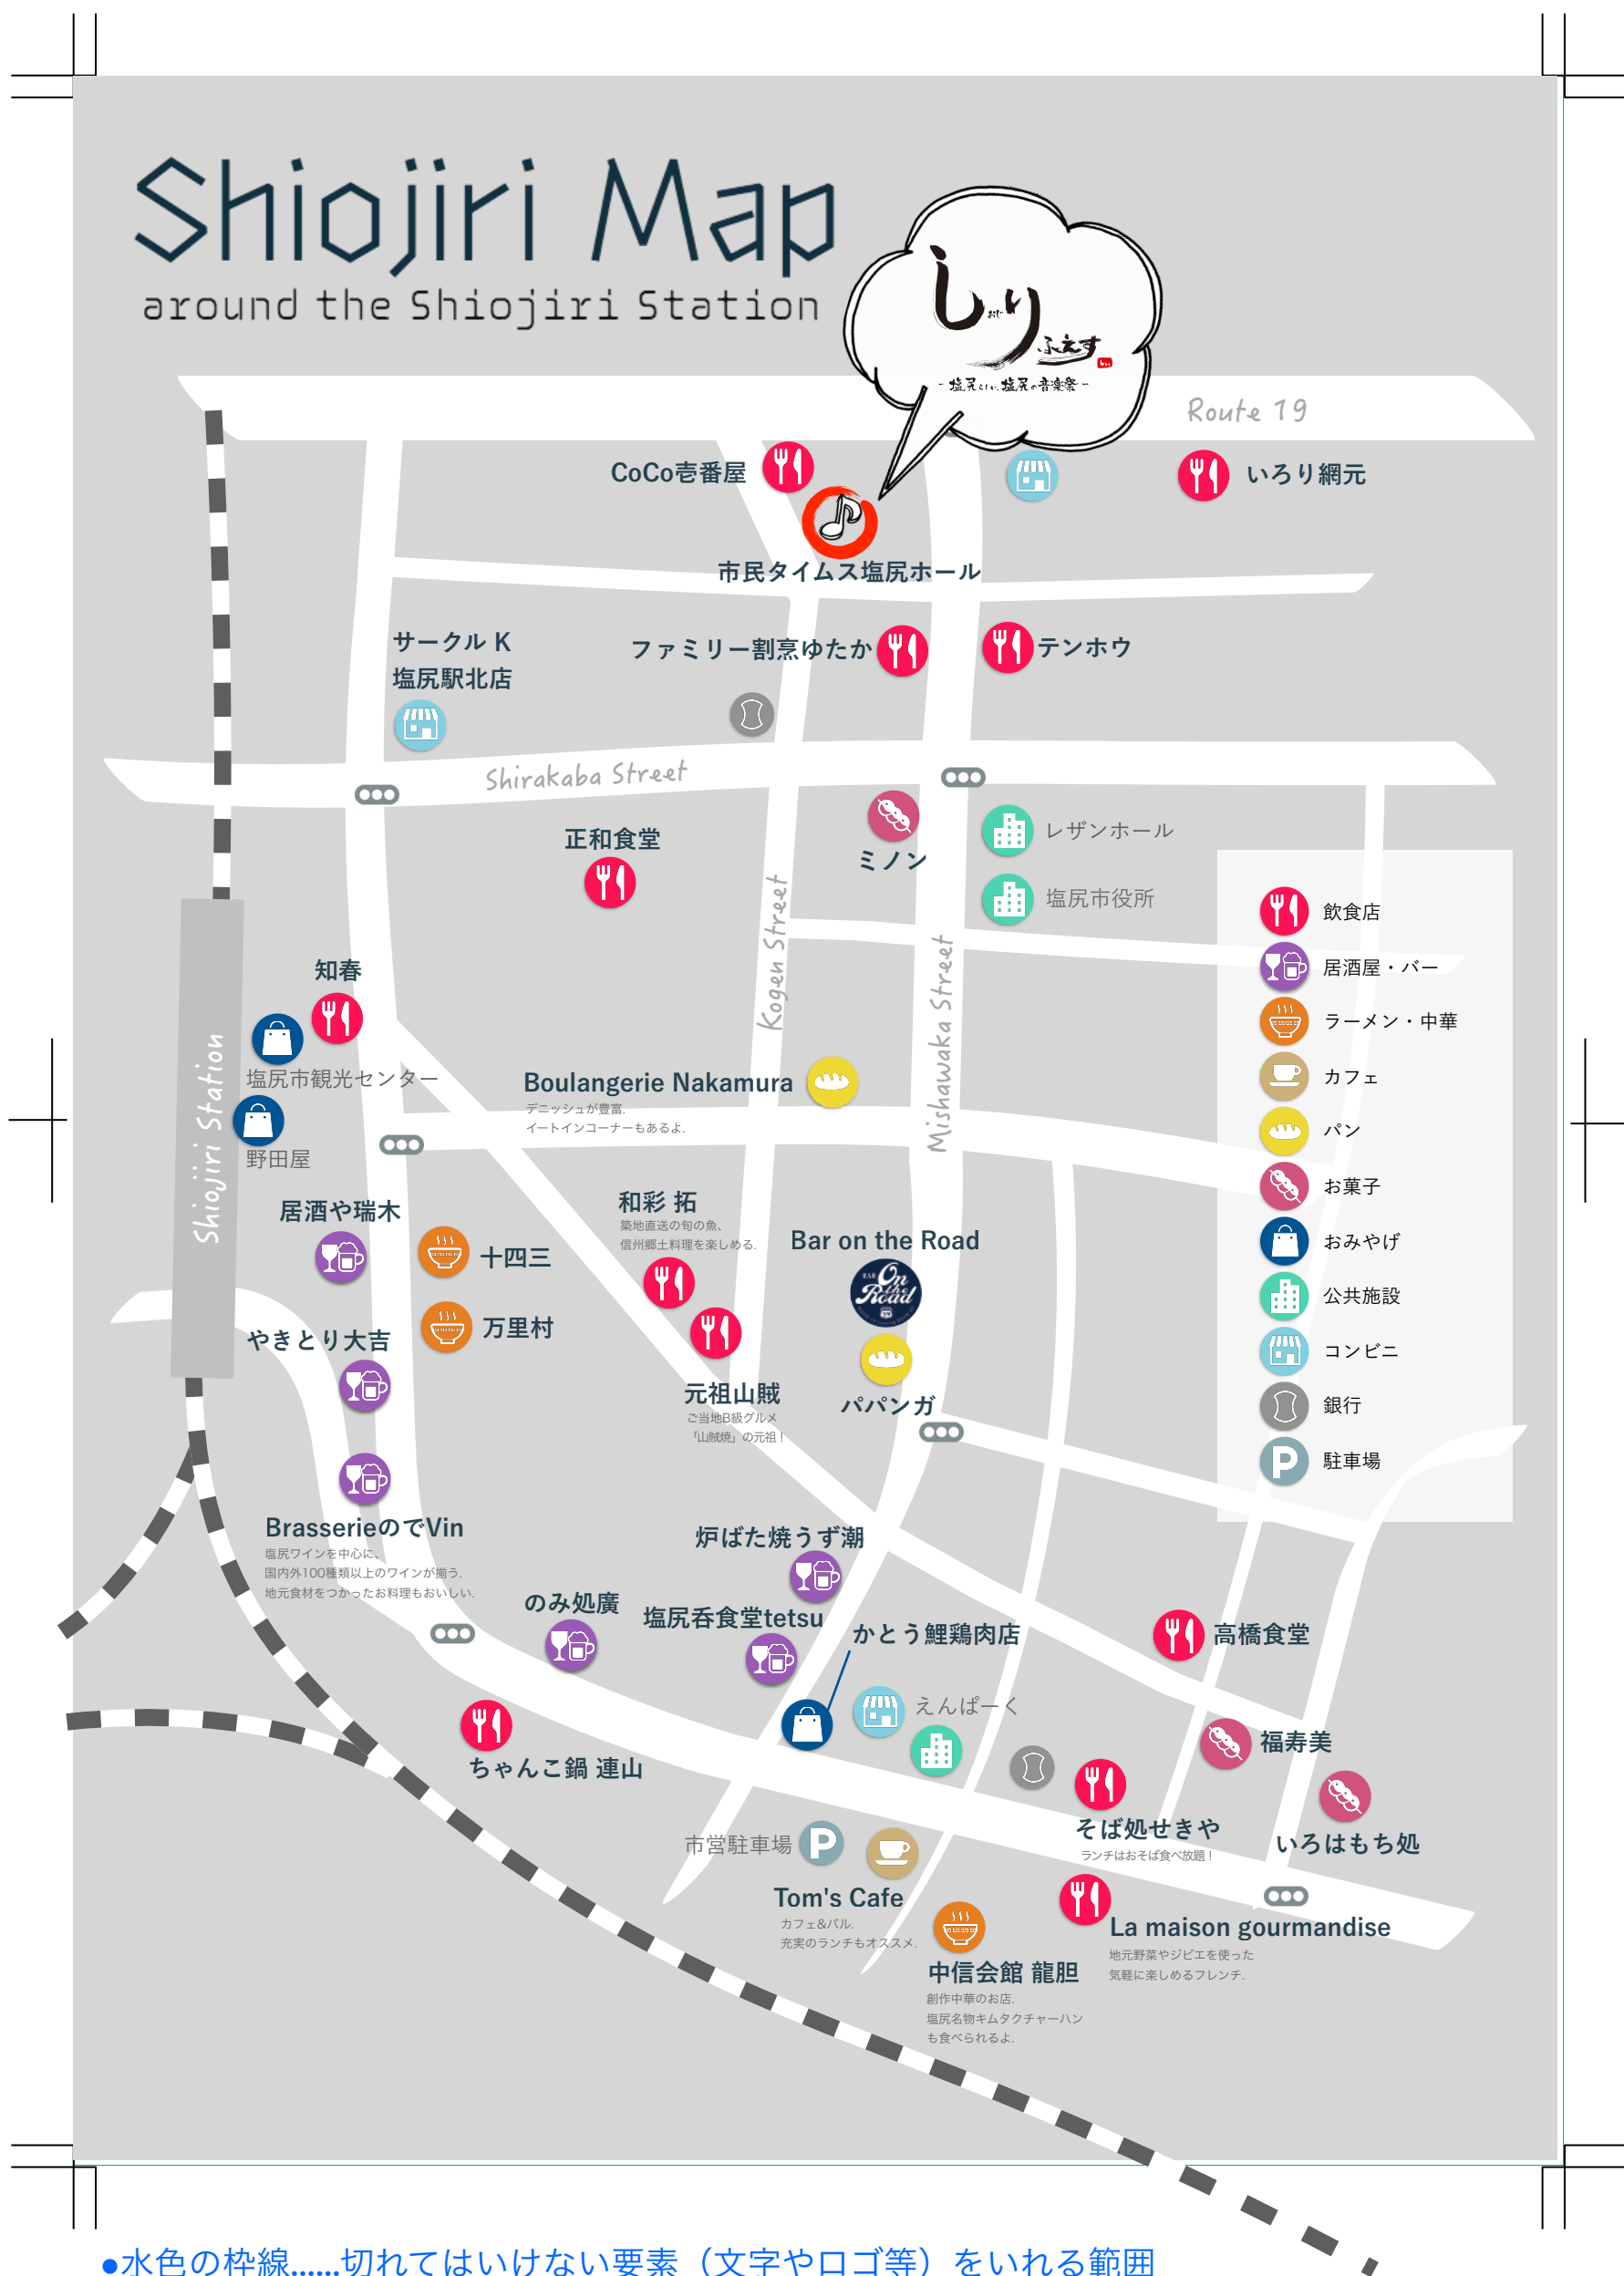 Shiojiri Map
around the Shiojiri Station
しおじり
ふぇす
- 塩尻らしい、塩尻の音楽祭 -
Route 19
CoCo壱番屋
いろり網元
市民タイムス塩尻ホール
サークル K
塩尻駅北店
ファミリー割烹ゆたか
テンホウ
Shirakaba Street
正和食堂
ミノン
レザンホール
塩尻市役所
Kogen Street
Mishawaka Street
知春
塩尻市観光センター
野田屋
Shiojiri Station
Boulangerie Nakamura
デニッシュが豊富.
イートインコーナーもあるよ.
居酒や瑞木
十四三
万里村
やきとり大吉
和彩 拓
築地直送の旬の魚、
信州郷土料理を楽しめる.
Bar on the Road
BAR
On
the
Road
元祖山賊
ご当地B級グルメ
「山賊焼」の元祖！
パパンガ
BrasserieのでVin
塩尻ワインを中心に、
国内外100種類以上のワインが揃う.
地元食材をつかったお料理もおいしい.
炉ばた焼うず潮
のみ処廣
塩尻呑食堂tetsu
かとう鯉鶏肉店
高橋食堂
えんぱーく
福寿美
ちゃんこ鍋 連山
そば処せきや
ランチはおそば食べ放題！
いろはもち処
市営駐車場
P
Tom's Cafe
カフェ&バル.
充実のランチもオススメ.
La maison gourmandise
地元野菜やジビエを使った
気軽に楽しめるフレンチ.
中信会館 龍胆
創作中華のお店.
塩尻名物キムタクチャーハン
も食べられるよ.
飲食店
居酒屋・バー
ラーメン・中華
カフェ
パン
お菓子
おみやげ
公共施設
コンビニ
銀行
P
駐車場
●水色の枠線......切れてはいけない要素（文字やロゴ等）をいれる範囲